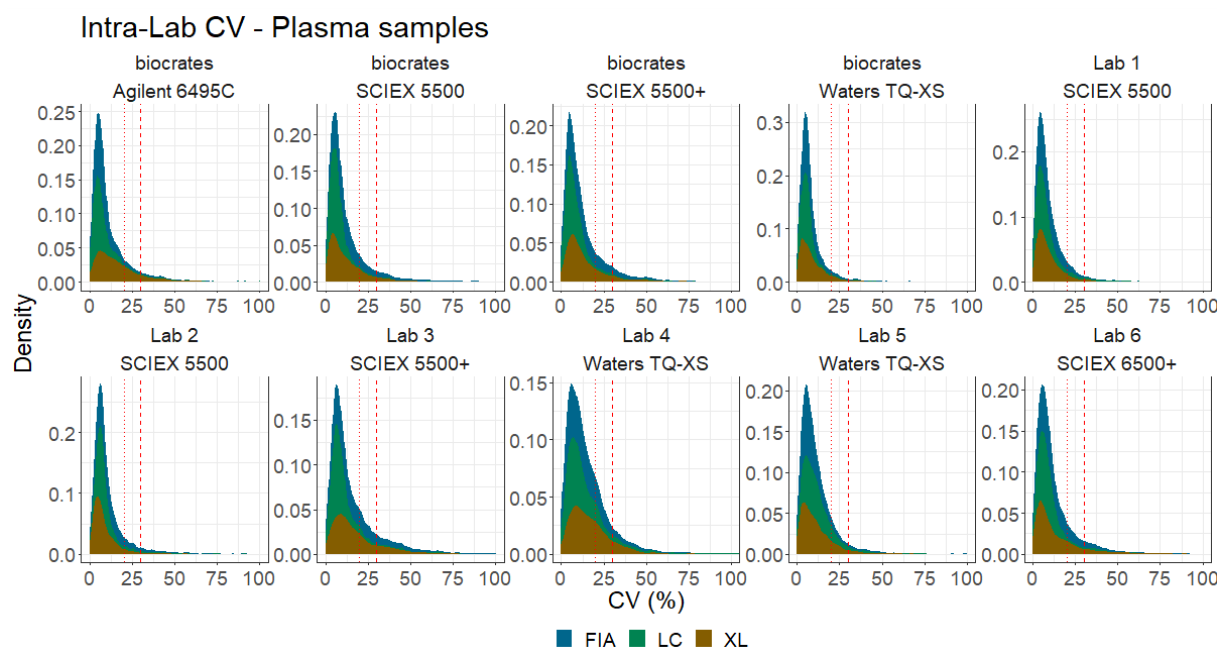 Intra-Lab CV - Plasma samples
biocrates
Agilent 6495C
0.25
0.20
0.15
0.10
0.05
0.00
0 25 50 75 100
biocrates
SCIEX 5500
0.20
0.15
0.10
0.05
0.00
0 25 50 75 100
biocrates
SCIEX 5500+
0.20
0.15
0.10
0.05
0.00
0 25 50 75 100
biocrates
Waters TQ-XS
0.3
0.2
0.1
0.0
0 25 50 75 100
Lab 1
SCIEX 5500
0.2
0.1
0.0
0 25 50 75 100
Density
Lab 2
SCIEX 5500
0.2
0.1
0.0
0 25 50 75 100
Lab 3
SCIEX 5500+
0.15
0.10
0.05
0.00
0 25 50 75 100
Lab 4
Waters TQ-XS
0.15
0.10
0.05
0.00
0 25 50 75 100
Lab 5
Waters TQ-XS
0.20
0.15
0.10
0.05
0.00
0 25 50 75 100
Lab 6
SCIEX 6500+
0.20
0.15
0.10
0.05
0.00
0 25 50 75 100
CV (%)
FIA LC XL